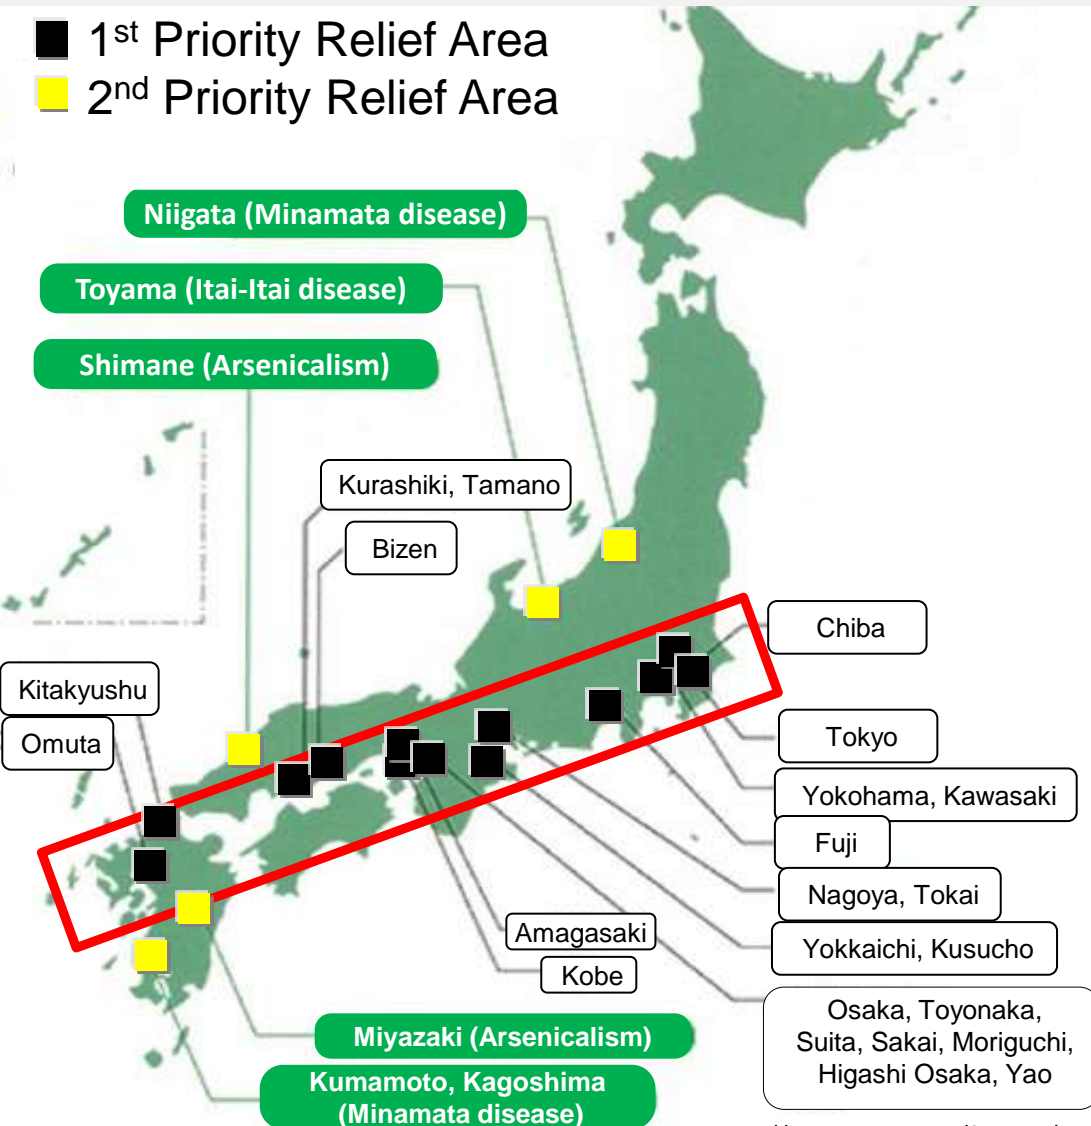 1st Priority Relief Area
2nd Priority Relief Area
Niigata (Minamata disease)
Toyama (Itai-Itai disease)
Shimane (Arsenicalism)
Kurashiki, Tamano
Bizen
Chiba
Kitakyushu
Omuta
Tokyo
Yokohama, Kawasaki
Fuji
Nagoya, Tokai
Amagasaki
Yokkaichi, Kusucho
Kobe
Osaka, Toyonaka,
Suita, Sakai, Moriguchi,
Higashi Osaka, Yao
Miyazaki (Arsenicalism)
Kumamoto, Kagoshima
(Minamata disease)